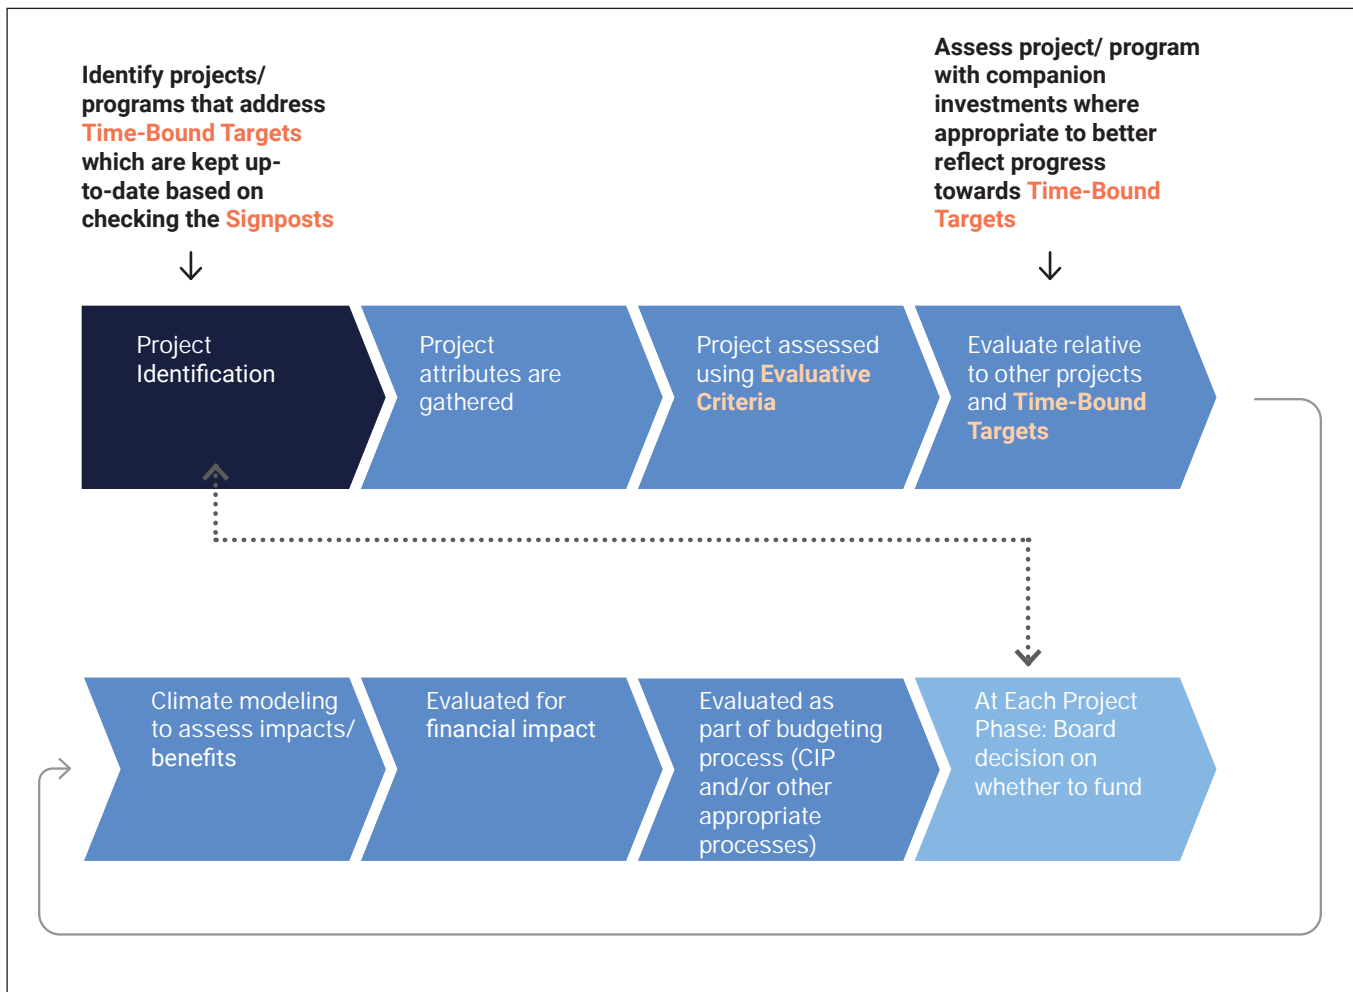 Identify projects/
programs that address
Time-Bound Targets
which are kept up-
to-date based on
checking the Signposts
Assess project/ program
with companion
investments where
appropriate to better
reflect progress
towards Time-Bound
Targets
Project
Identification
Project
attributes are
gathered
Project assessed
using Evaluative
Criteria
Evaluate relative
to other projects
and Time-Bound
Targets
Climate modeling
to assess impacts/
benefits
Evaluated for
financial impact
Evaluated as
part of budgeting
process (CIP
and/or other
appropriate
processes)
At Each Project
Phase: Board
decision on
whether to fund